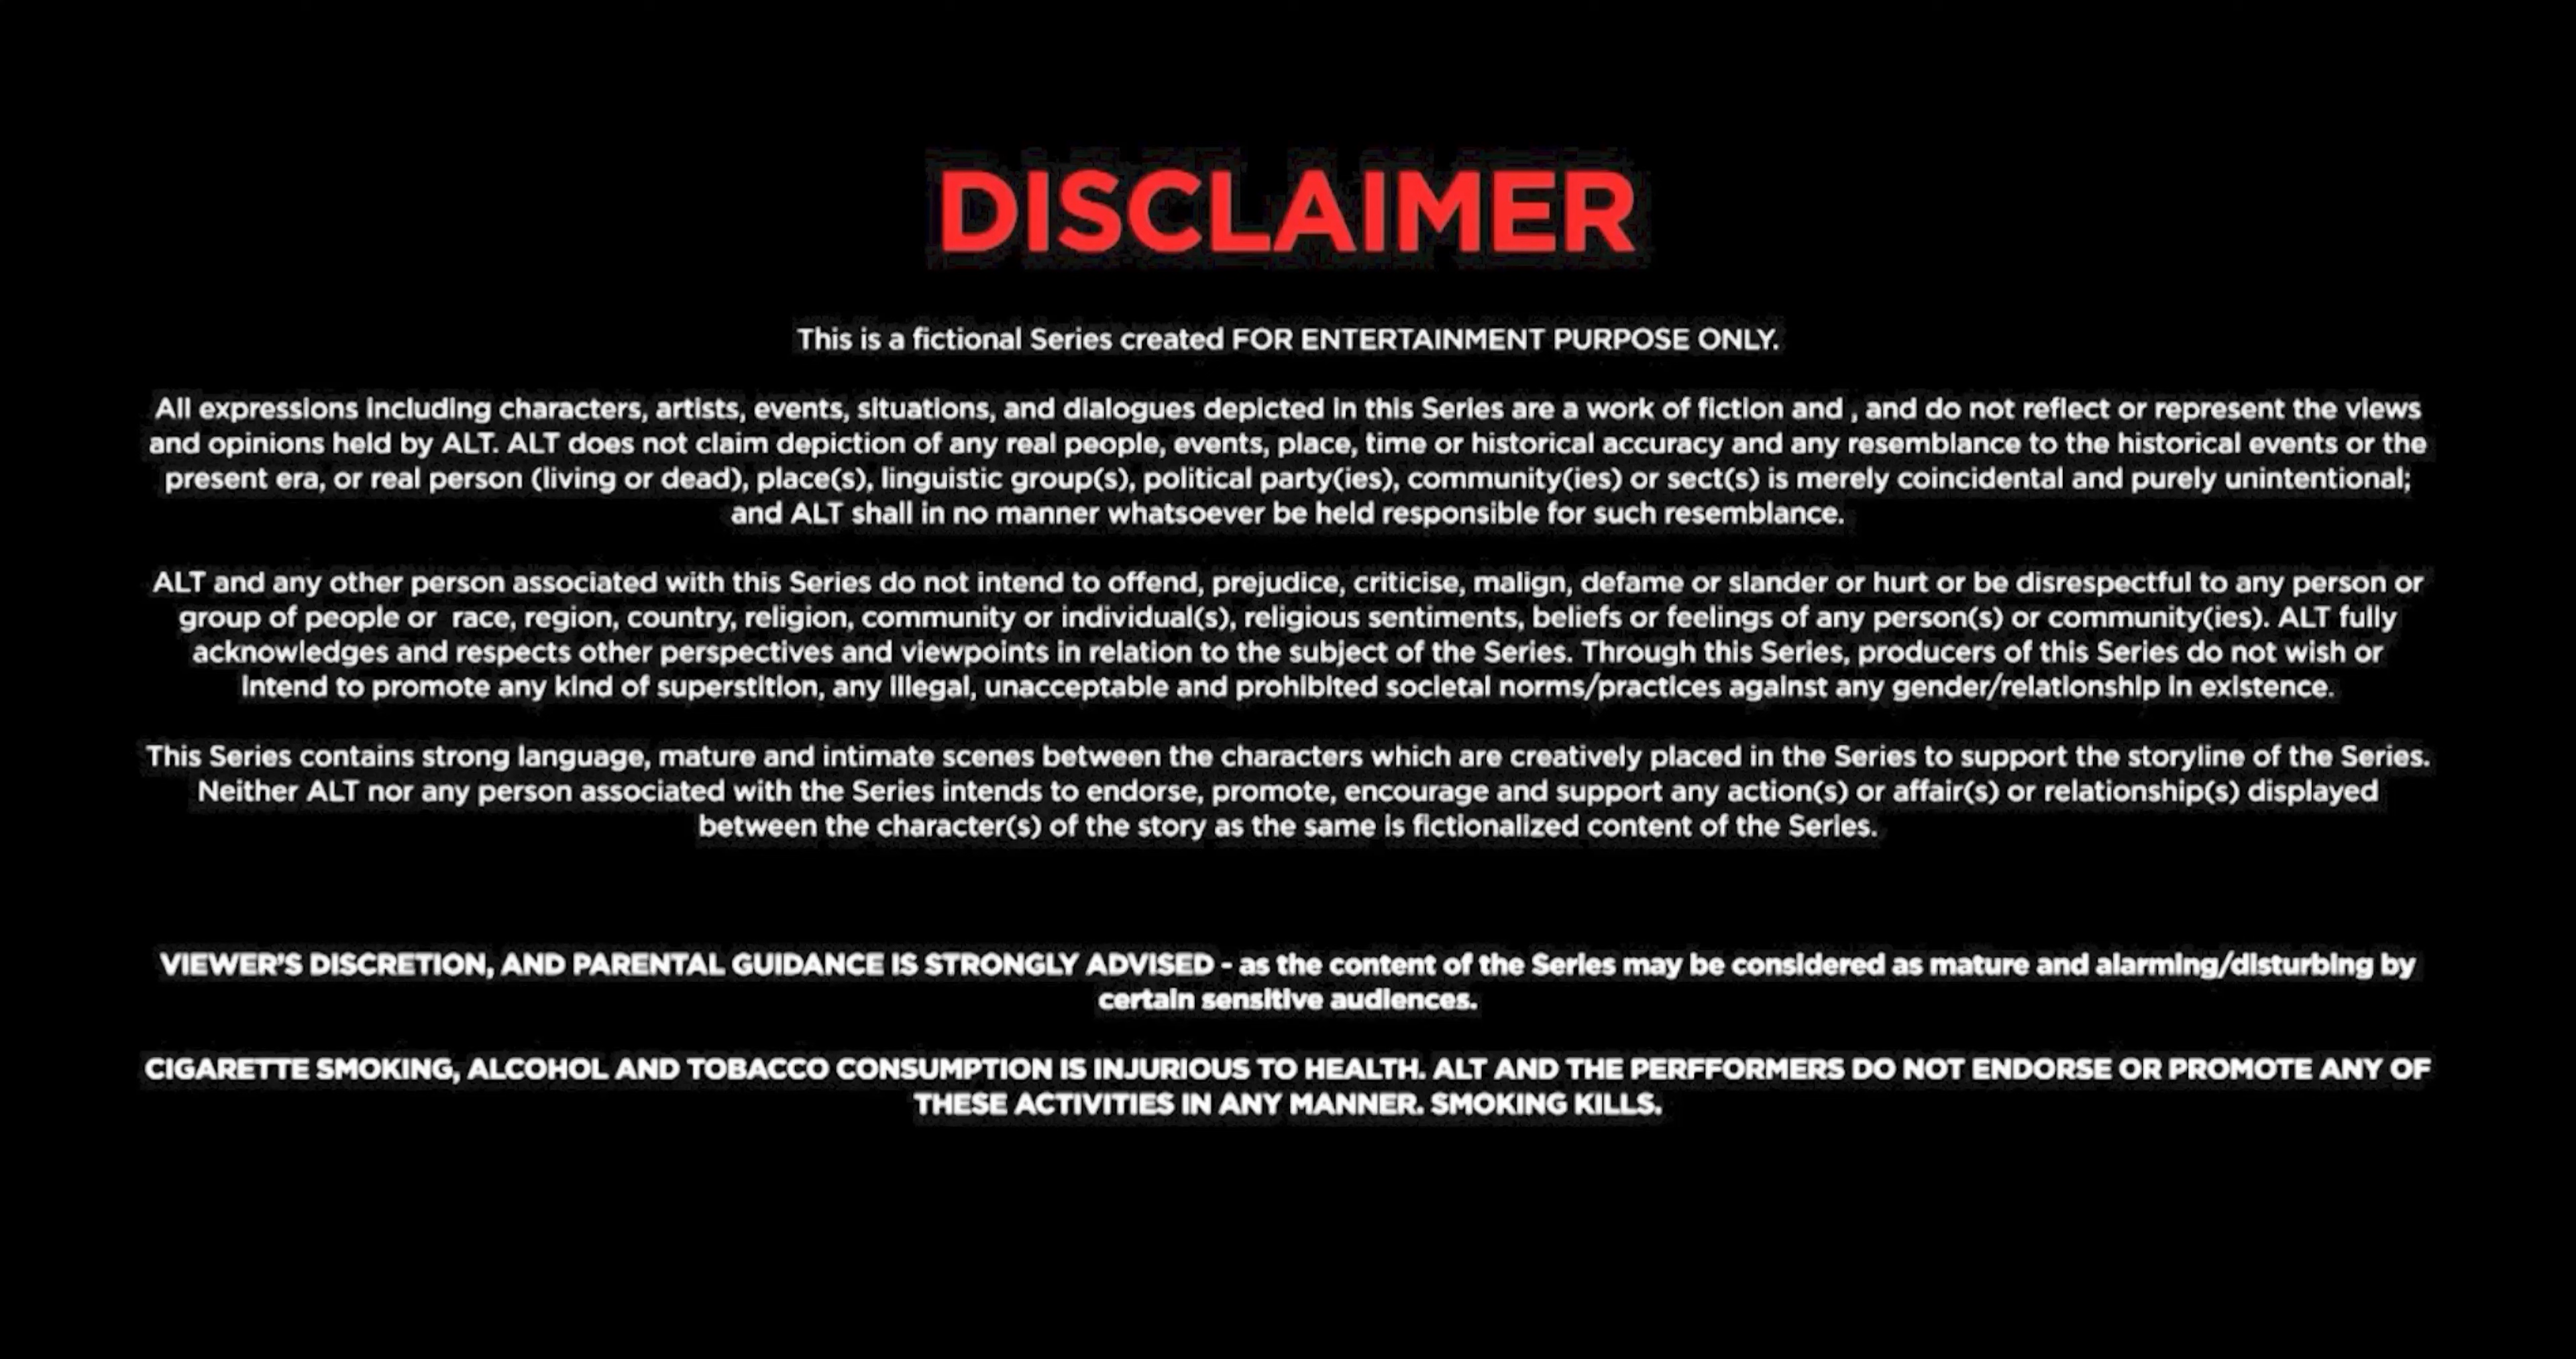 DISCLAIMER
This is a fictional Series created FOR ENTERTAINMENT PURPOSE ONLY.
All expressions including characters, artists, events, situations, and dialogues depicted in this Series are a work of fiction and , and do not reflect or represent the views
and opinions held by ALT. ALT does not claim depiction of any real people, events, place, time or historical accuracy and any resemblance to the historical events or the
present era, or real person (living or dead), place(s), linguistic group(s), political party(ies), community(ies) or sect(s) is merely coincidental and purely unintentional;
and ALT shall in no manner whatsoever be held responsible for such resemblance.
ALT and any other person associated with this Series do not intend to offend, prejudice, criticise, malign, defame or slander or hurt or be disrespectful to any person or
group of people or  race, region, country, religion, community or individual(s), religious sentiments, beliefs or feelings of any person(s) or community(ies). ALT fully
acknowledges and respects other perspectives and viewpoints in relation to the subject of the Series. Through this Series, producers of this Series do not wish or
intend to promote any kind of superstition, any illegal, unacceptable and prohibited societal norms/practices against any gender/relationship in existence.
This Series contains strong language, mature and intimate scenes between the characters which are creatively placed in the Series to support the storyline of the Series.
Neither ALT nor any person associated with the Series intends to endorse, promote, encourage and support any action(s) or affair(s) or relationship(s) displayed
between the character(s) of the story as the same is fictionalized content of the Series.
VIEWER'S DISCRETION, AND PARENTAL GUIDANCE IS STRONGLY ADVISED - as the content of the Series may be considered as mature and alarming/disturbing by
certain sensitive audiences.
CIGARETTE SMOKING, ALCOHOL AND TOBACCO CONSUMPTION IS INJURIOUS TO HEALTH. ALT AND THE PERFFORMERS DO NOT ENDORSE OR PROMOTE ANY OF
THESE ACTIVITIES IN ANY MANNER. SMOKING KILLS.